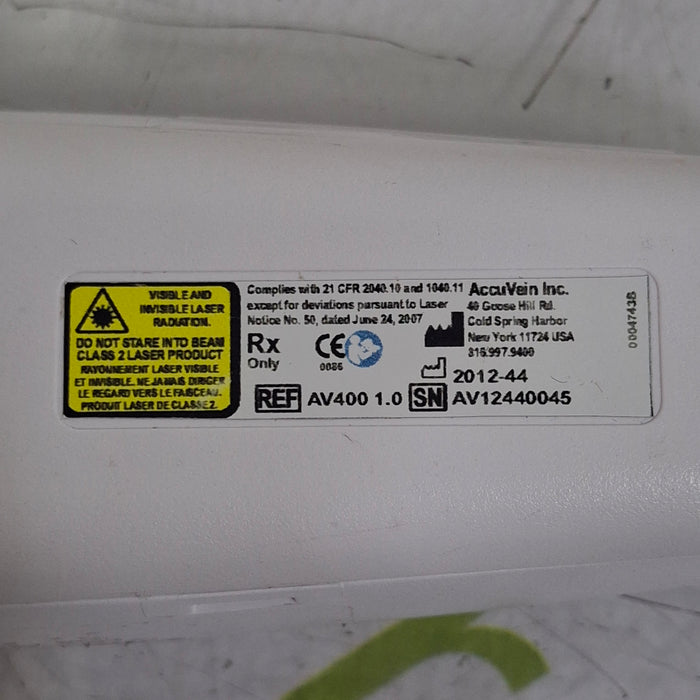 VISIBLE AND
INVISIBLE LASER
RADIATION.
DO NOT STARE INTO BEAM
CLASS 2 LASER PRODUCT
RAYONNEMENT LASER VISIBLE
ET INVISIBLE. NE JAMAIS DIRIGER
LE REGARD VERS LE FAISCEAU.
PRODUIT LASER DE CLASSE 2.
Complies with 21 CFR 2040.10 and 1040.11
except for deviations pursuant to Laser
Notice No. 50, dated June 24, 2007
Rx
Only
CE
0086
AccuVein Inc.
40 Goose Hill Rd.
Cold Spring Harbor
New York 11724 USA
816.997.9400
2012-44
REF AV400 1.0 SN AV12440045